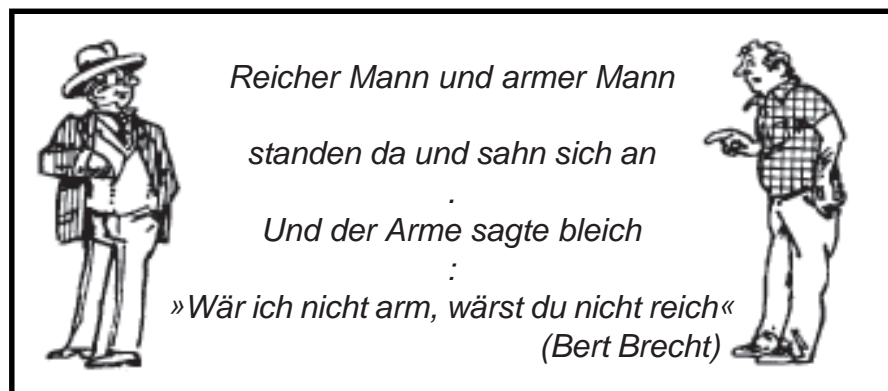 Reicher Mann und armer Mann
standen da und sahn sich an
.
Und der Arme sagte bleich
:
»Wär ich nicht arm, wärst du nicht reich«
(Bert Brecht)